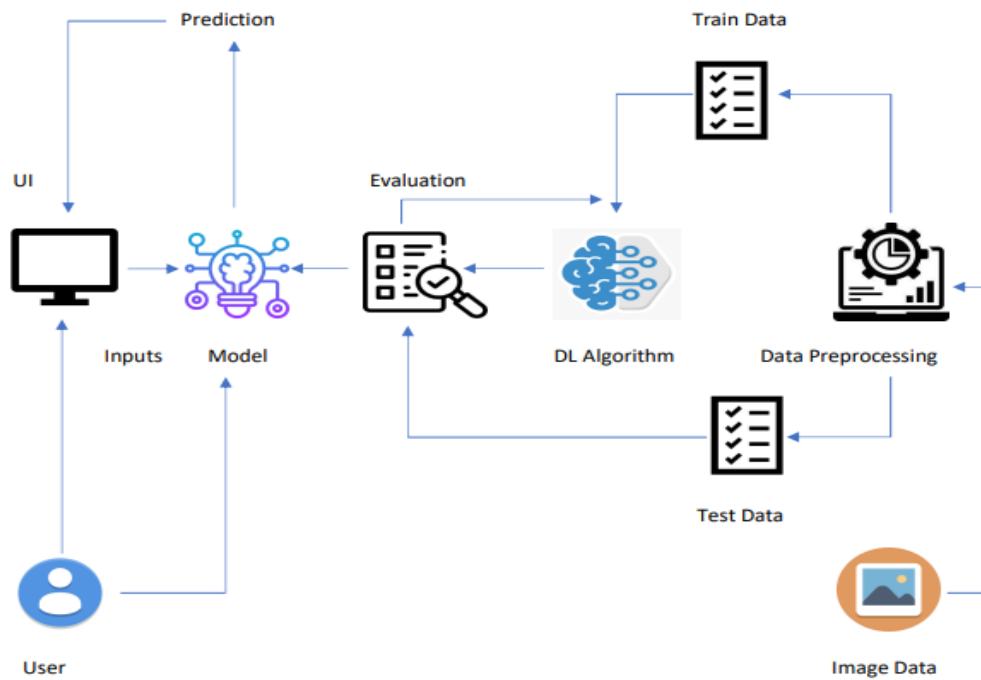 Prediction
Train Data
UI
Evaluation
Inputs
Model
DL Algorithm
Data Preprocessing
Test Data
User
Image Data